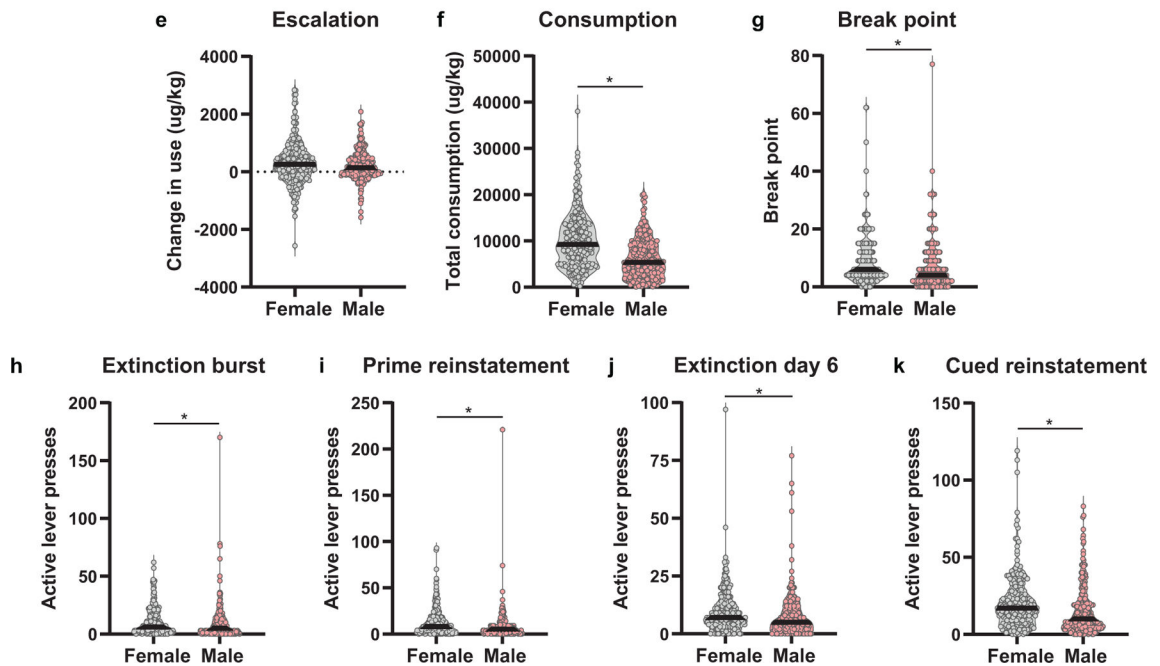 e Escalation
Change in use (ug/kg)
4000
2000
0
-2000
-4000
Female Male
f Consumption
Total consumption (ug/kg)
50000
40000
30000
20000
10000
0
*
Female Male
g Break point
Break point
80
60
40
20
0
*
Female Male
h Extinction burst
Active lever presses
200
150
100
50
0
*
Female Male
i Prime reinstatement
Active lever presses
250
200
150
100
50
0
*
Female Male
j Extinction day 6
Active lever presses
100
75
50
25
0
*
Female Male
k Cued reinstatement
Active lever presses
150
100
50
0
*
Female Male